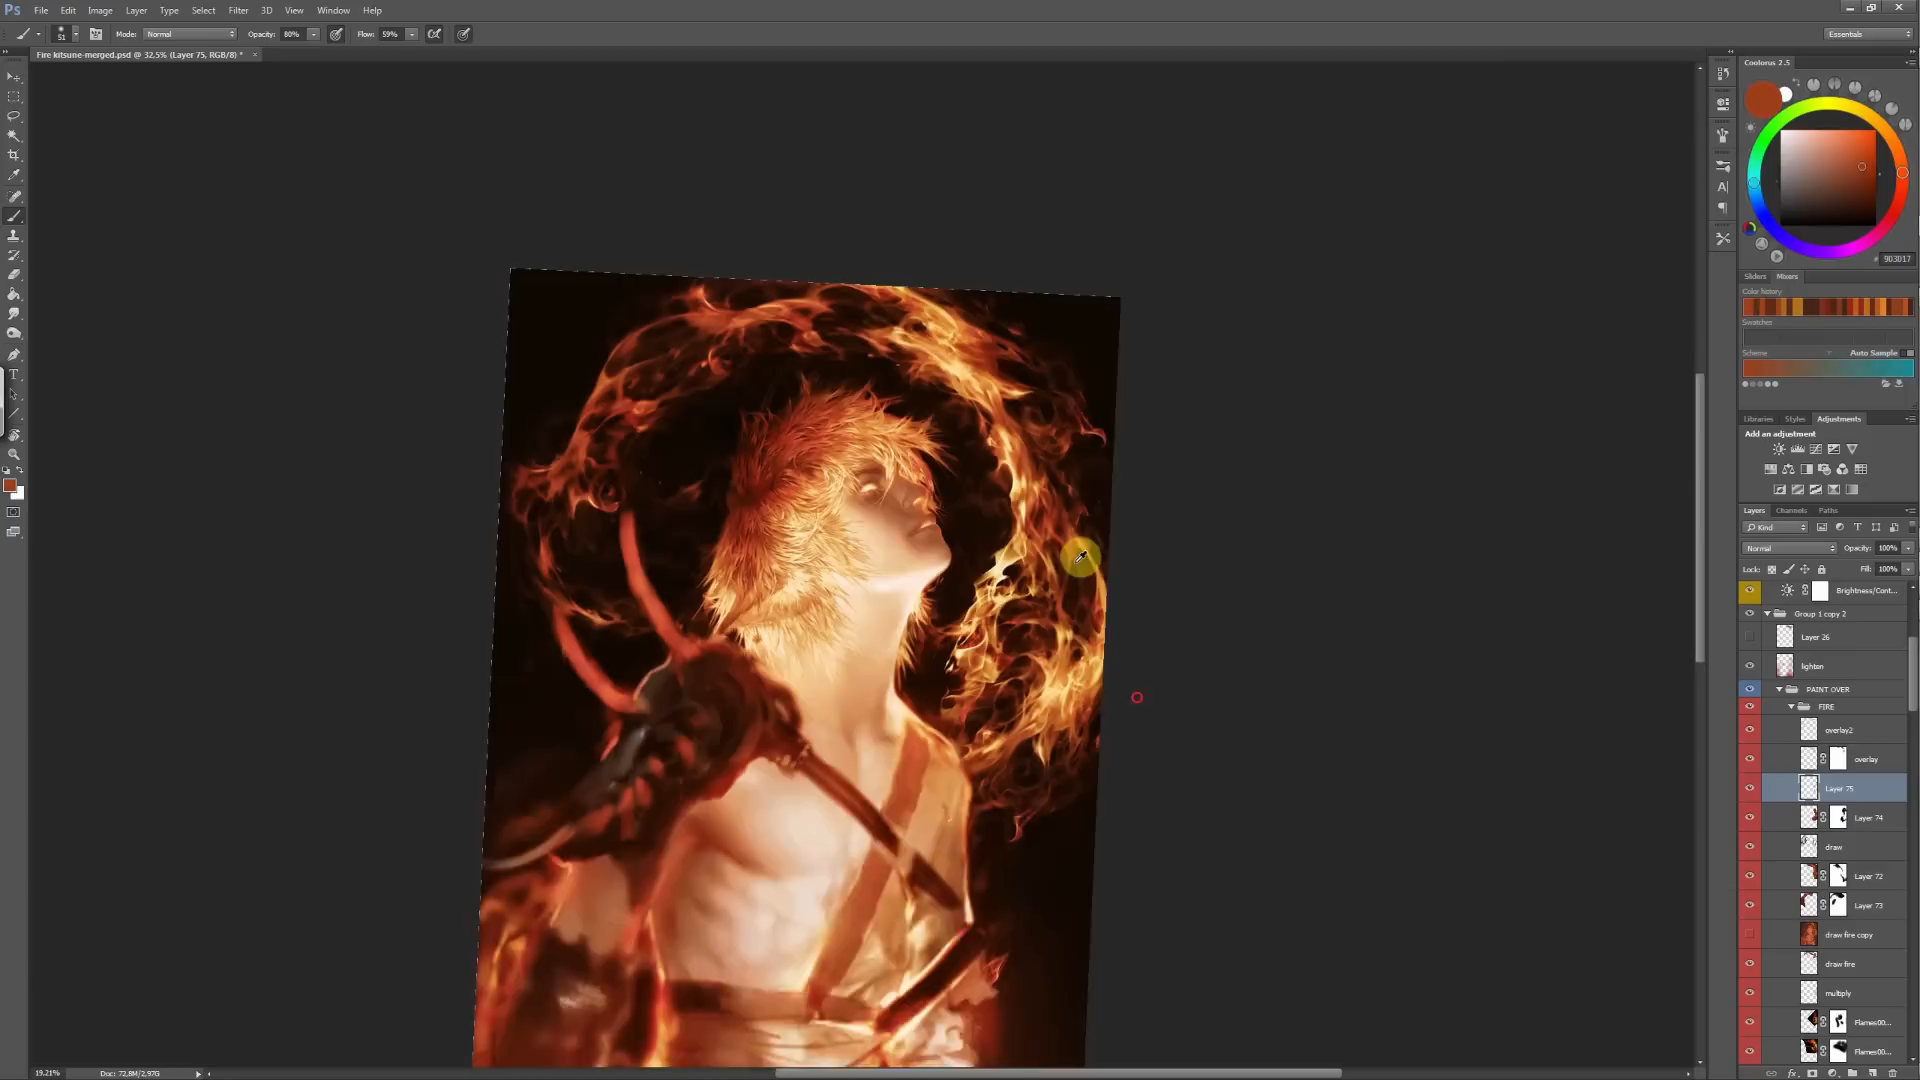 Ps File Edit Image Layer Type Select Filter 3D View Window Help
51 Mode: Normal Opacity: 80% Flow: 59% Essentials
Fire kitsune-merged.psd @ 32,5% (Layer 75, RGB/8) * ×
Coolorus 2.5
# 9D3D17
Sliders Mixers
Color history
Swatches
Scheme Auto Sample
Libraries Styles Adjustments
Add an adjustment
Layers Channels Paths
Kind
Normal Opacity: 100%
Lock: Fill: 100%
Brightness/Cont...
Group 1 copy 2
Layer 26
lighten
PAINT OVER
FIRE
overlay2
overlay
Layer 75
Layer 74
draw
Layer 72
Layer 73
draw fire copy
draw fire
multiply
Flames00...
Flames00...
19.21% Doc: 72,8M/2,97G